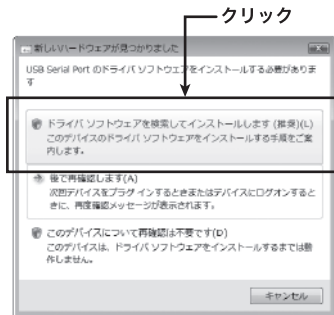 クリック
新しいハードウェアが見つかりました
USB Serial Port のドライバ ソフトウェアをインストールする必要がありま
す
ドライバ ソフトウェアを検索してインストールします (推奨)(L)
このデバイスのドライバ ソフトウェアをインストールする手順をご案
内します。
後で再確認します(A)
次回デバイスをプラグ インするときまたはデバイスにログオンすると
きに、再度確認メッセージが表示されます。
このデバイスについて再確認は不要です(D)
このデバイスは、ドライバ ソフトウェアをインストールするまでは動
作しません。
キャンセル